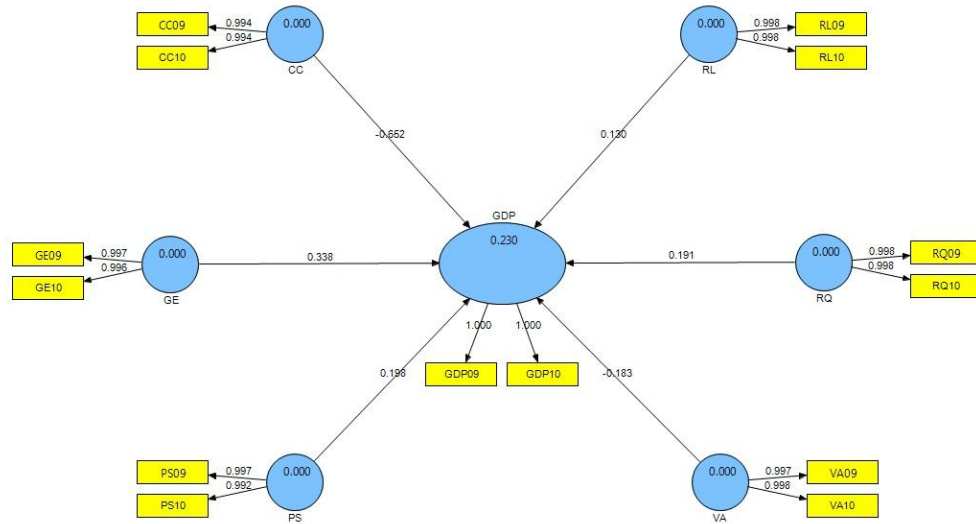 CC09
0.994
0.994
CC10
0.000
CC
0.000
RL
0.998
0.998
RL09
RL10
-0.652
0.130
GDP
0.230
GE09
0.997
0.996
GE10
0.000
GE
0.338
0.191
0.000
RQ
0.998
0.998
RQ09
RQ10
1.000
1.000
GDP09
GDP10
0.198
-0.183
PS09
0.997
0.992
PS10
0.000
PS
0.000
VA
0.997
0.998
VA09
VA10